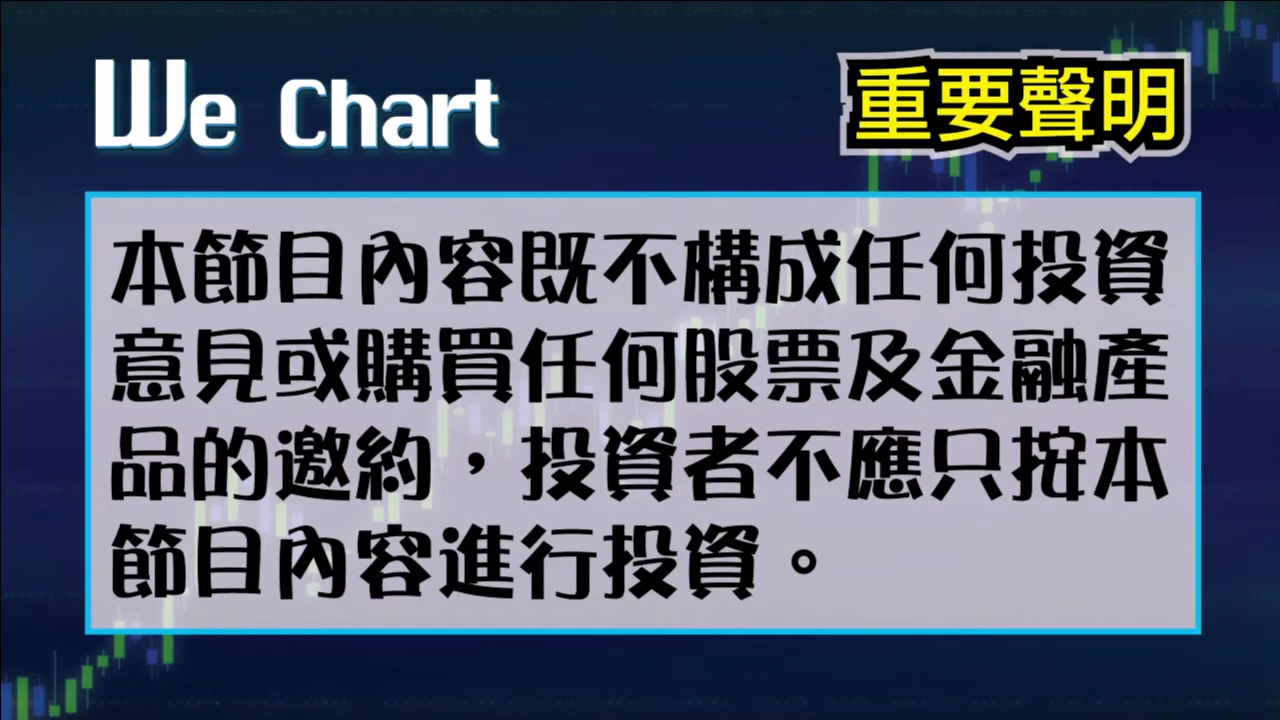 We Chart
重要聲明
本節目內容既不構成任何投資
意見或購買任何股票及金融產
品的邀約，投資者不應只按本
節目內容進行投資。